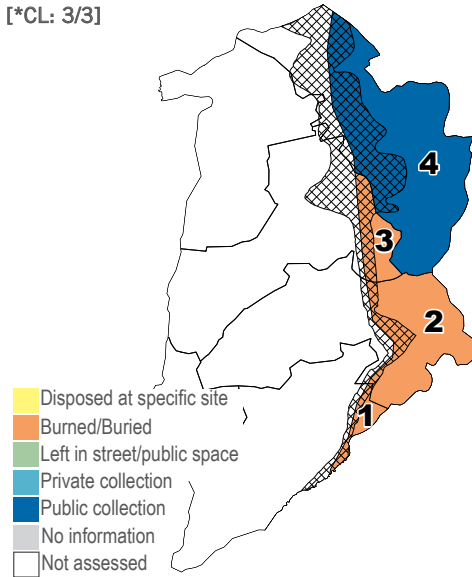 [*CL: 3/3]
4
3
2
1
Disposed at specific site
Burned/Buried
Left in street/public space
Private collection
Public collection
No information
Not assessed